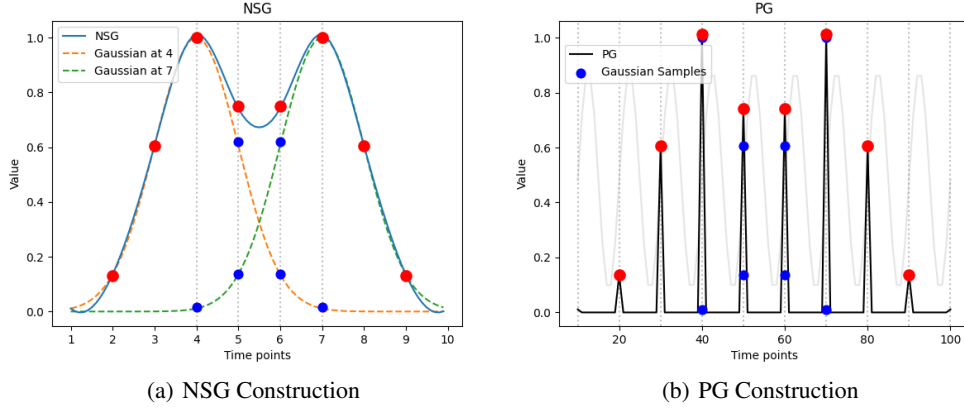 NSG
NSG
Gaussian at 4
Gaussian at 7
Value
1.0
0.8
0.6
0.4
0.2
0.0
1 2 3 4 5 6 7 8 9 10
Time points
(a) NSG Construction
PG
PG
Gaussian Samples
Value
1.0
0.8
0.6
0.4
0.2
0.0
20 40 60 80 100
Time points
(b) PG Construction